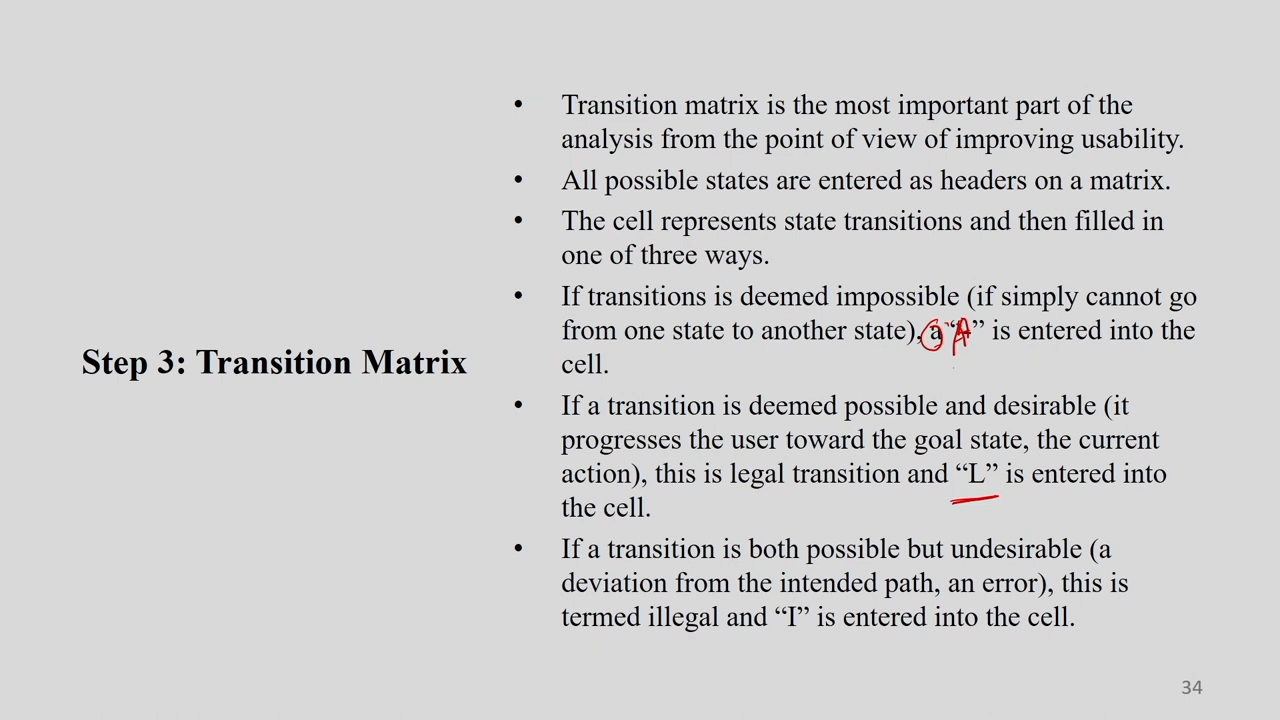 Step 3: Transition Matrix
• Transition matrix is the most important part of the
analysis from the point of view of improving usability.
• All possible states are entered as headers on a matrix.
• The cell represents state transitions and then filled in
one of three ways.
• If transitions is deemed impossible (if simply cannot go
from one state to another state), a “ ” is entered into the
cell.
• If a transition is deemed possible and desirable (it
progresses the user toward the goal state, the current
action), this is legal transition and “L” is entered into
the cell.
• If a transition is both possible but undesirable (a
deviation from the intended path, an error), this is
termed illegal and “I” is entered into the cell.
34